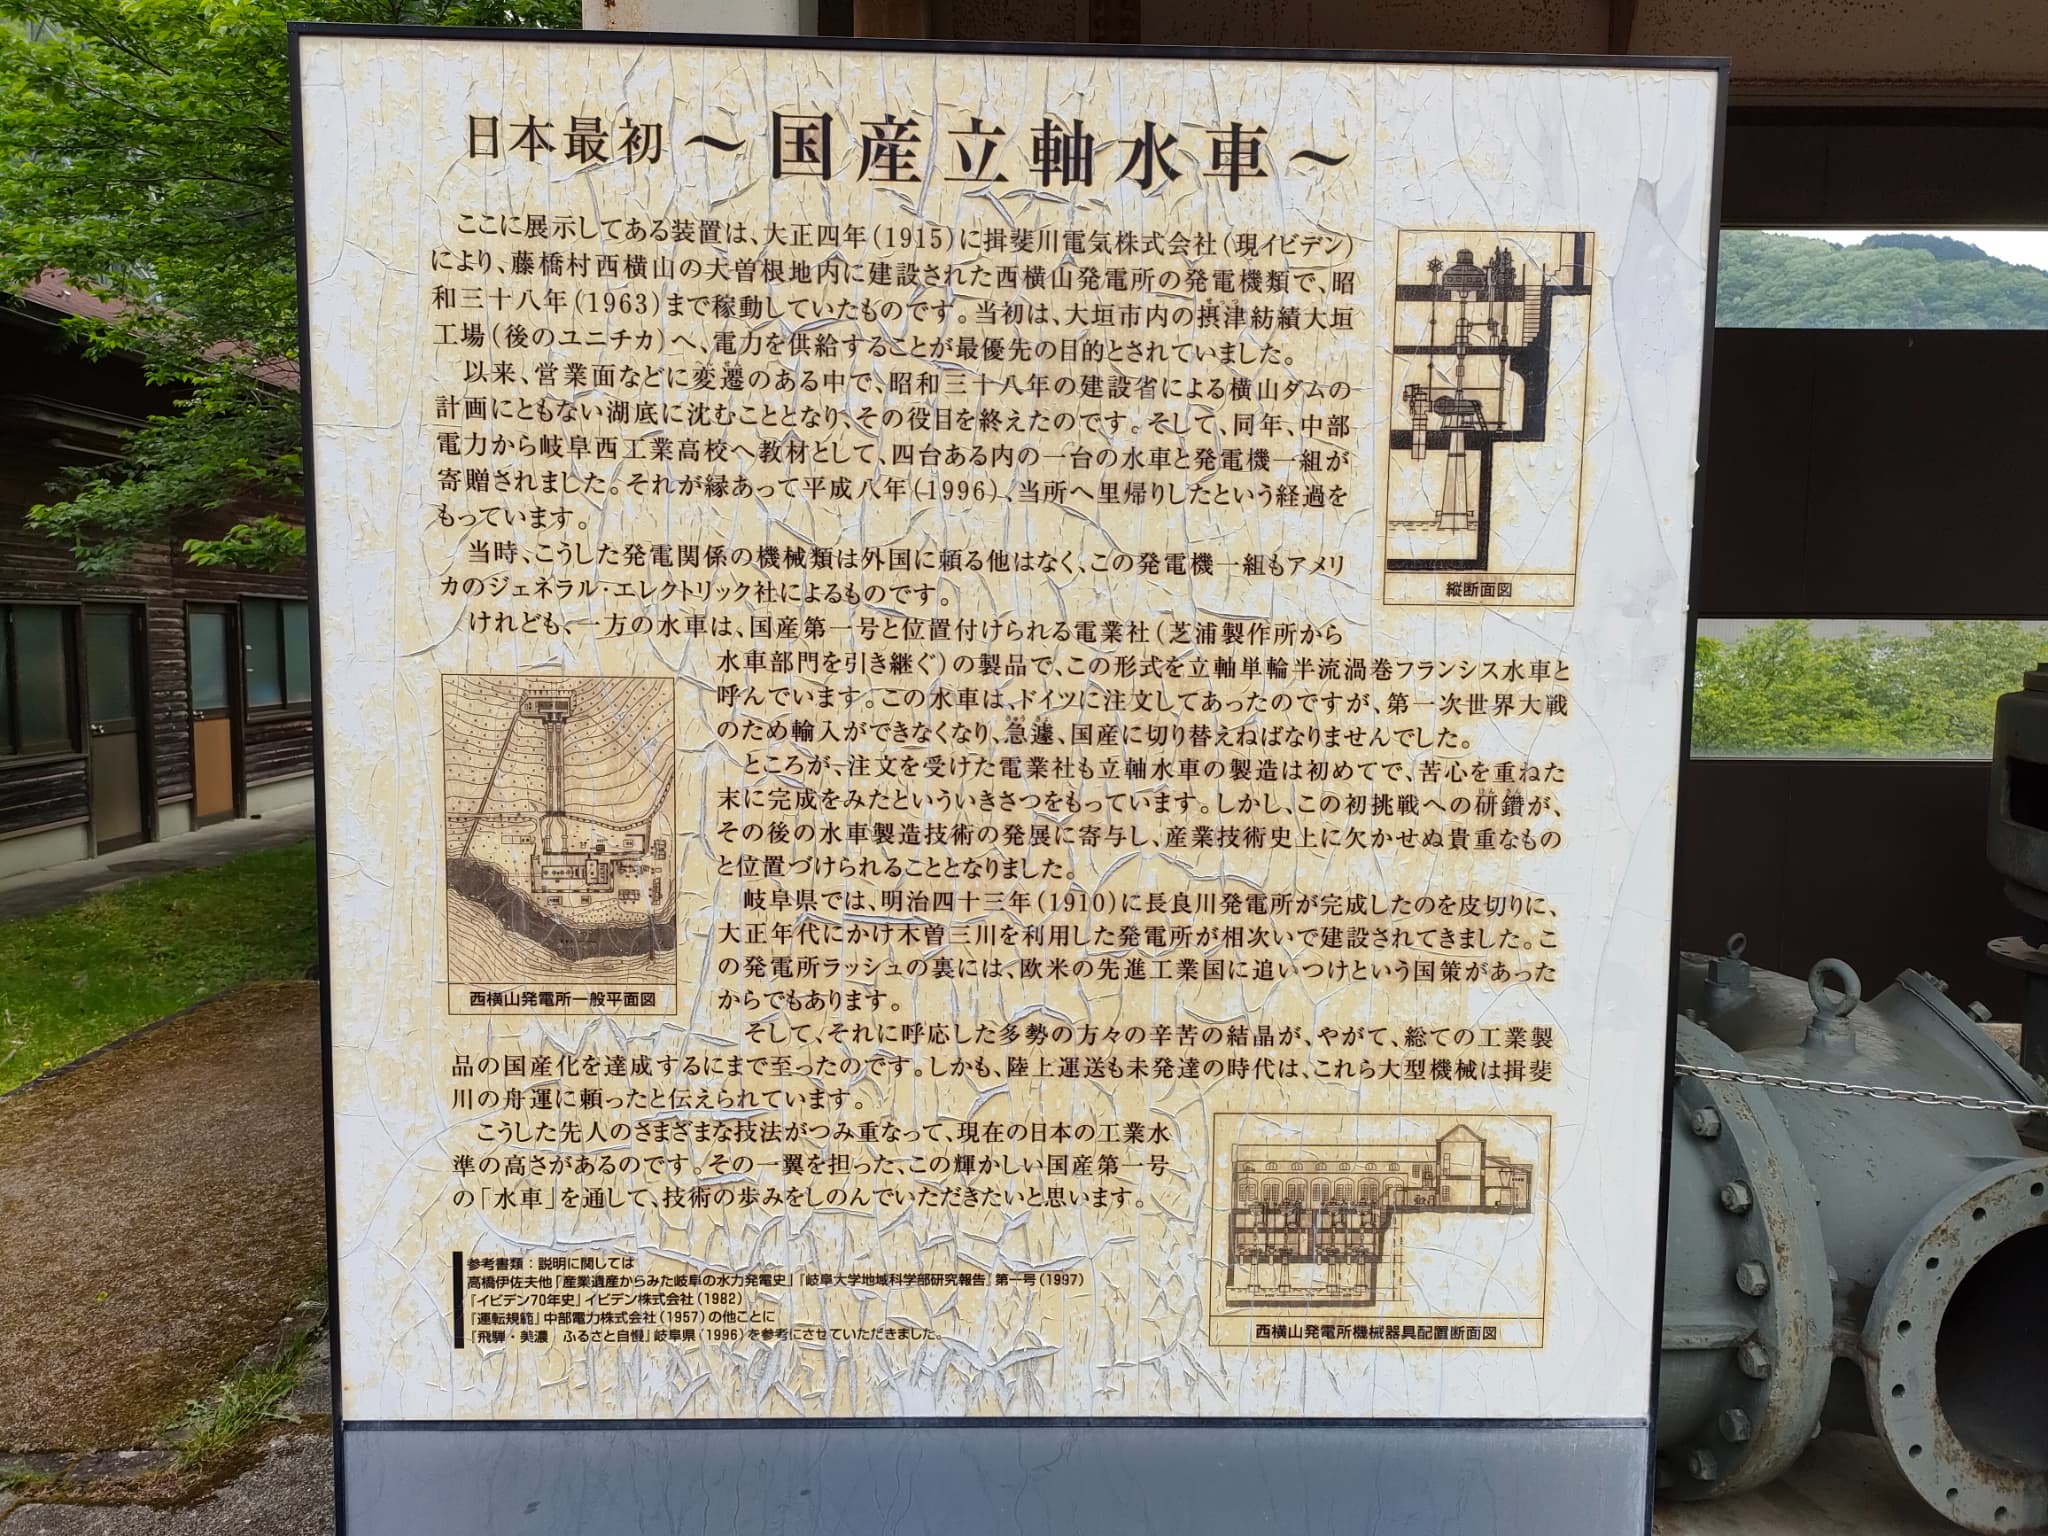 日本最初～国産立軸水車～
ここに展示してある装置は、大正四年(1915)に揖斐川電気株式会社(現イビデン)
により、藤橋村西横山の大曽根地内に建設された西横山発電所の発電機類で、昭
和三十八年(1963)まで稼動していたものです。当初は、大垣市内の摂津紡績大垣
工場(後のユニチカ)へ、電力を供給することが最優先の目的とされていました。
以来、営業面などに変遷のある中で、昭和三十八年の建設省による横山ダムの
計画にともない湖底に沈むこととなり、その役目を終えたのです。そして、同年、中部
電力から岐阜西工業高校へ教材として、四台ある内の一台の水車と発電機一組が
寄贈されました。それが縁あって平成八年(1996)、当所へ里帰りしたという経過を
もっています。
当時、こうした発電関係の機械類は外国に頼る他はなく、この発電機一組もアメリ
カのジェネラル・エレクトリック社によるものです。
けれども、一方の水車は、国産第一号と位置付けられる電業社(芝浦製作所から
水車部門を引き継ぐ)の製品で、この形式を立軸単輪半流渦巻フランシス水車と
呼んでいます。この水車は、ドイツに注文してあったのですが、第一次世界大戦
のため輸入ができなくなり、急遽、国産に切り替えねばなりませんでした。
ところが、注文を受けた電業社も立軸水車の製造は初めてで、苦心を重ねた
末に完成をみたといういきさつをもっています。しかし、この初挑戦への研鑽が、
その後の水車製造技術の発展に寄与し、産業技術史上に欠かせぬ貴重なもの
と位置づけられることとなりました。
岐阜県では、明治四十三年(1910)に長良川発電所が完成したのを皮切りに、
大正年代にかけ木曽三川を利用した発電所が相次いで建設されてきました。こ
の発電所ラッシュの裏には、欧米の先進工業国に追いつけという国策があった
からでもあります。
そして、それに呼応した多勢の方々の辛苦の結晶が、やがて、総ての工業製
品の国産化を達成するにまで至ったのです。しかも、陸上運送も未発達の時代は、これら大型機械は揖斐
川の舟運に頼ったと伝えられています。
こうした先人のさまざまな技法がつみ重なって、現在の日本の工業水
準の高さがあるのです。その一翼を担った、この輝かしい国産第一号
の「水車」を通して、技術の歩みをしのんでいただきたいと思います。
縦断面図
西横山発電所一般平面図
西横山発電所機械器具配置断面図
参考書類：説明に関しては
高橋伊佐夫他『産業遺産からみた岐阜の水力発電史』『岐阜大学地域科学部研究報告』第一号(1997)
『イビデン70年史』イビデン株式会社(1982)
『運転規範』中部電力株式会社(1957)の他ことに
『飛騨・美濃 ふるさと自慢』岐阜県(1996)を参考にさせていただきました。